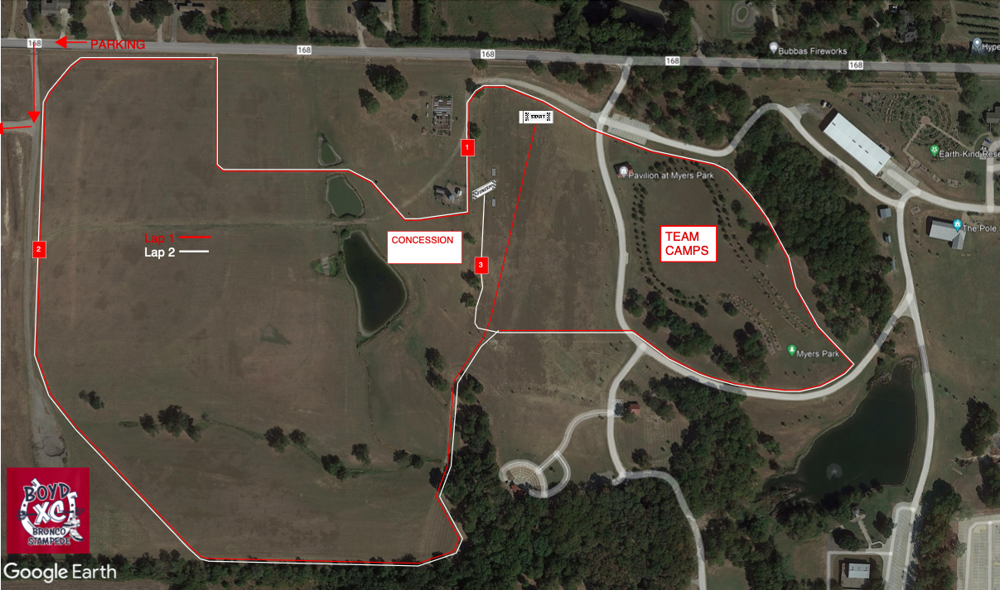 168
PARKING
168
168
168
168
Bubbas Fireworks
Hype
START
1
Earth-Kind Rese
Pavilion at Myers Park
FINISH
The Pole
TEAM
CAMPS
CONCESSION
Lap 1
Lap 2
2
3
Myers Park
BOYD
XC
BRONCO
STAMPEDE
Google Earth